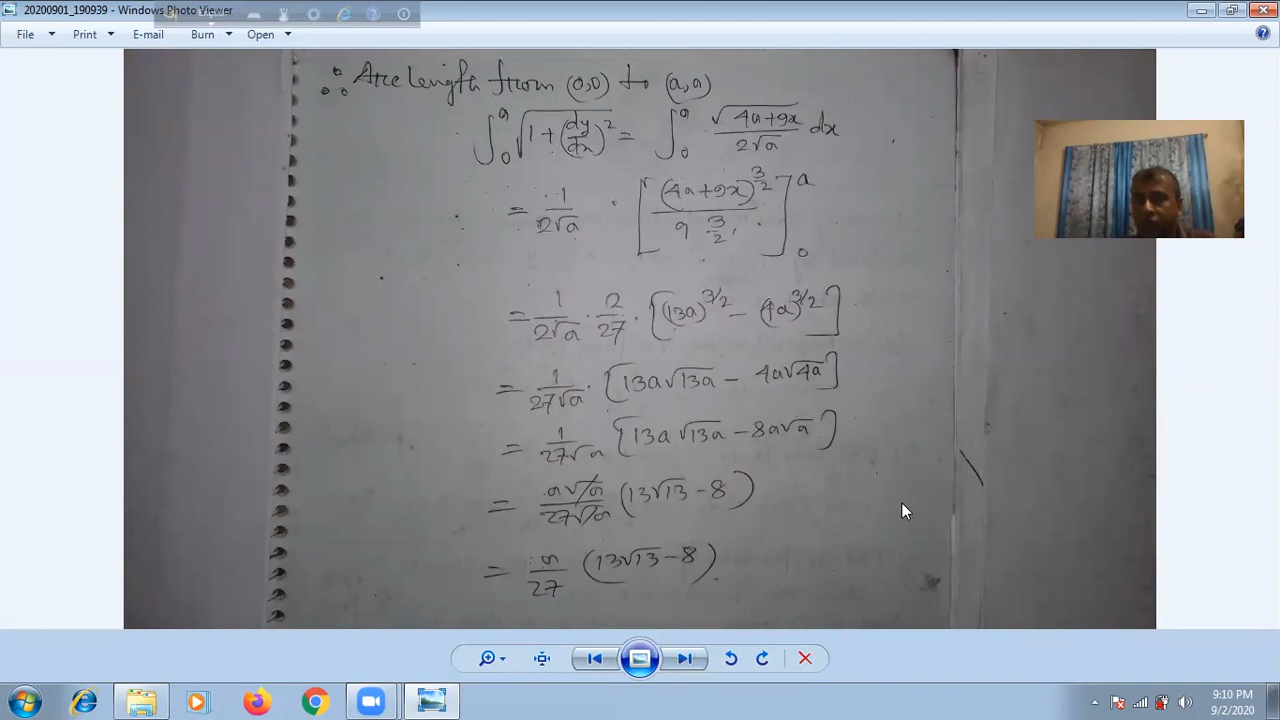 20200901_190939 - Windows Photo Viewer
File Print E-mail Burn Open
∴ Arc length from (0,0) to (a,a)
∫₀ᵃ √(1+(dy/dx)²) = ∫₀ᵃ √(4a+9x)/(2√a) dx
= 1/(2√a) · [(4a+9x)^(3/2) / (9 3/2)]₀ᵃ
= 1/(2√a) · 2/27 · [(13a)^(3/2) − (4a)^(3/2)]
= 1/(27√a) · [13a√13a − 4a√4a]
= 1/(27√a) [13a√13a − 8a√a]
= a√a/(27√a) (13√13 − 8)
= a/27 (13√13 − 8).
9:10 PM
9/2/2020